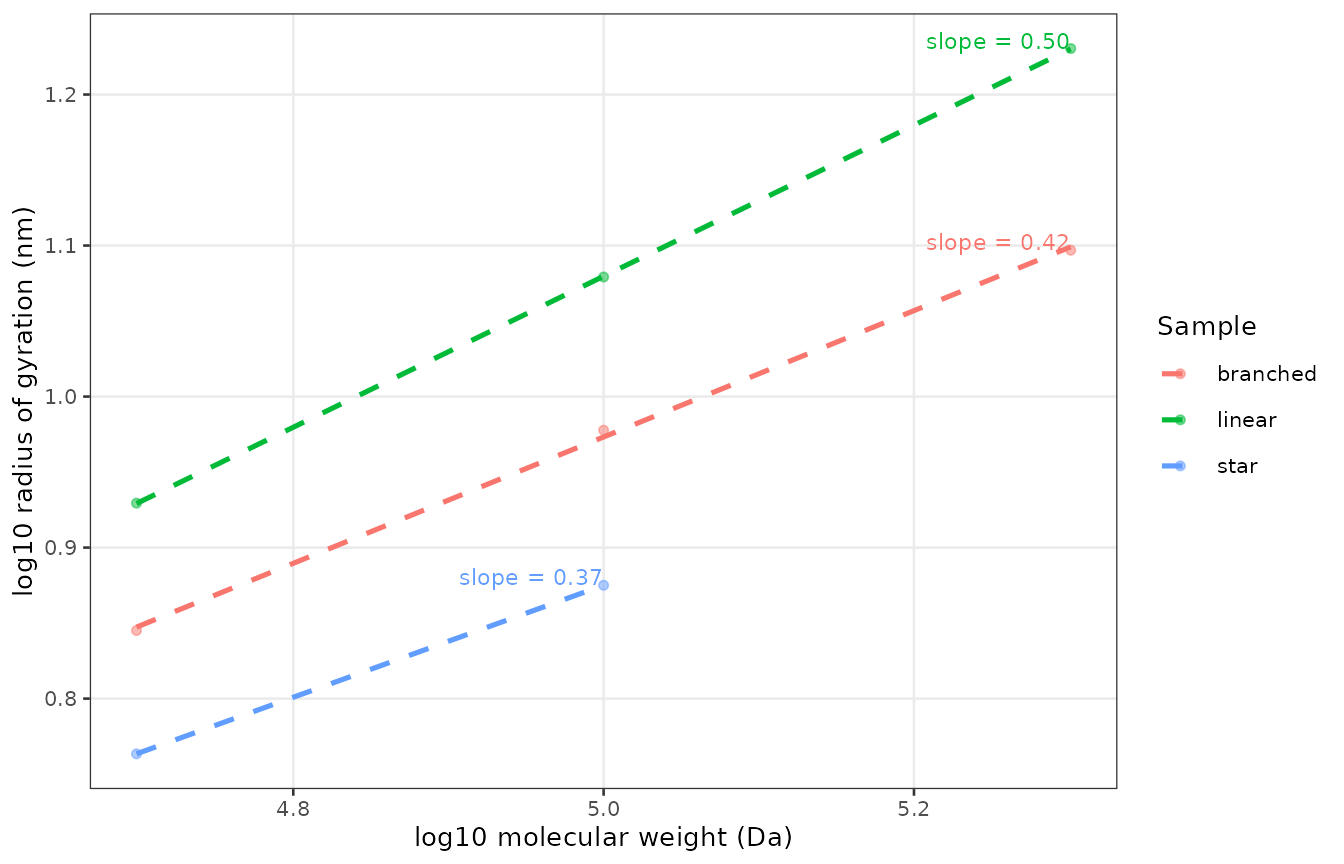 slope = 0.50
slope = 0.42
slope = 0.37
1.2
1.1
1.0
0.9
0.8
log10 radius of gyration (nm)
4.8
5.0
5.2
log10 molecular weight (Da)
Sample
branched
linear
star